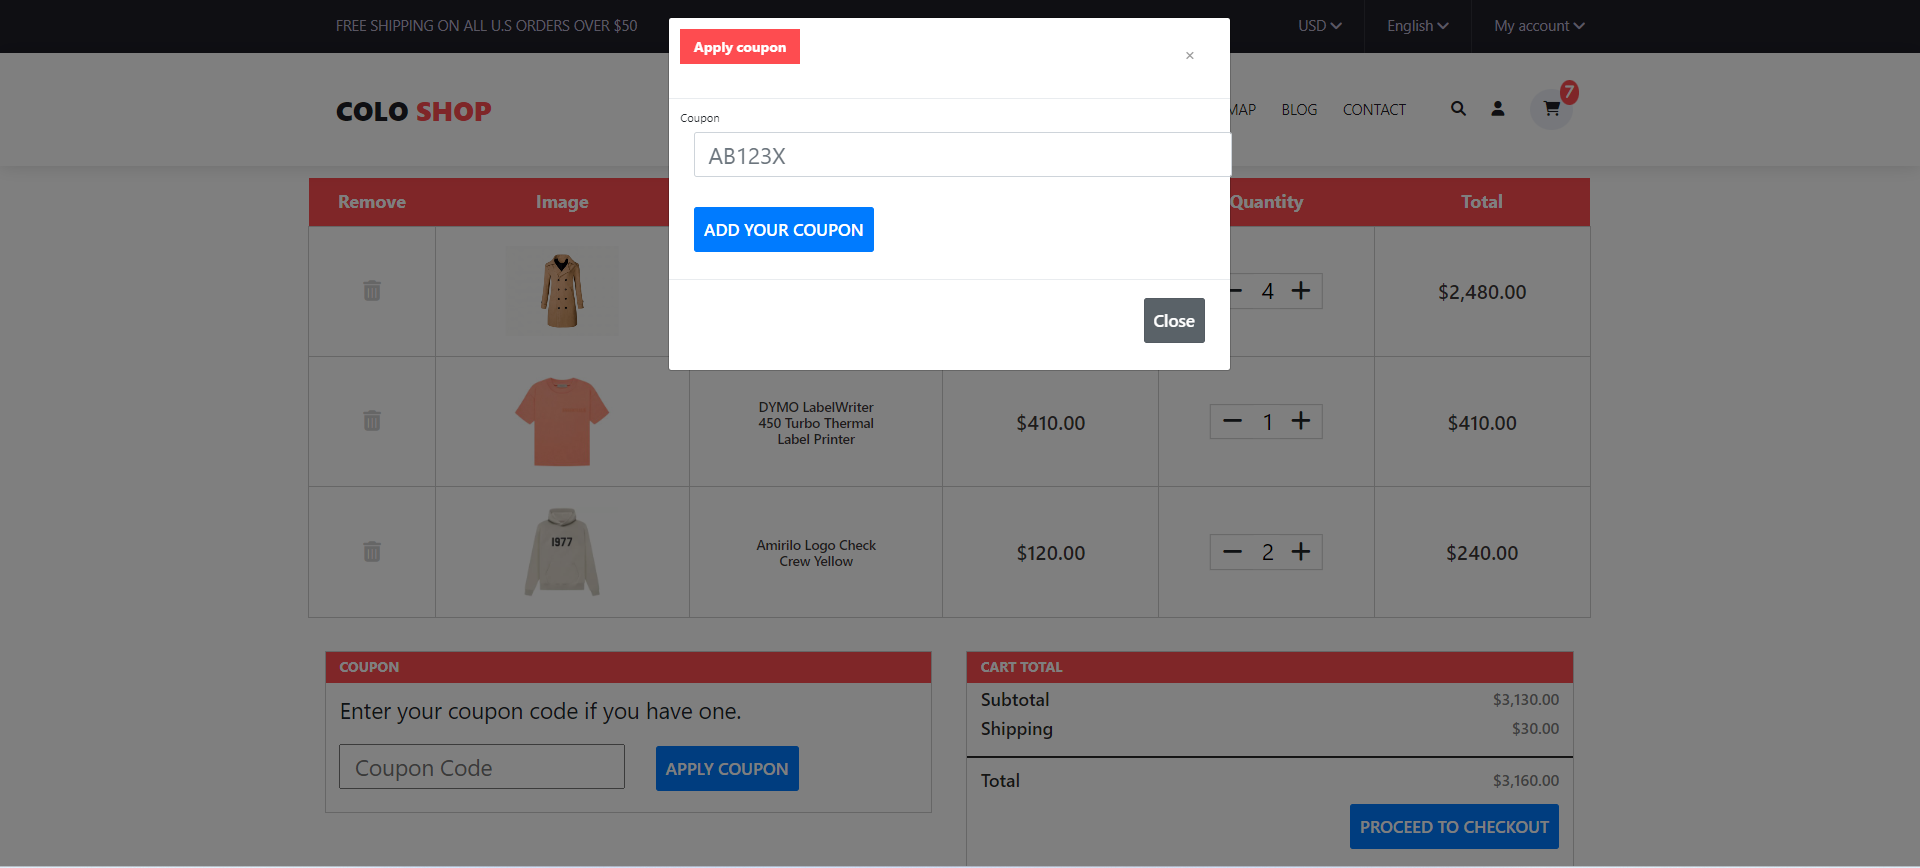 FREE SHIPPING ON ALL U.S ORDERS OVER $50
USD
English
My account
Apply coupon
×
COLO SHOP
MAP
BLOG
CONTACT
7
Coupon
AB123X
ADD YOUR COUPON
Close
Remove
Image
Quantity
Total
4
$2,480.00
DYMO LabelWriter
450 Turbo Thermal
Label Printer
$410.00
1
$410.00
1977
Amirilo Logo Check
Crew Yellow
$120.00
2
$240.00
COUPON
Enter your coupon code if you have one.
Coupon Code
APPLY COUPON
CART TOTAL
Subtotal
$3,130.00
Shipping
$30.00
Total
$3,160.00
PROCEED TO CHECKOUT